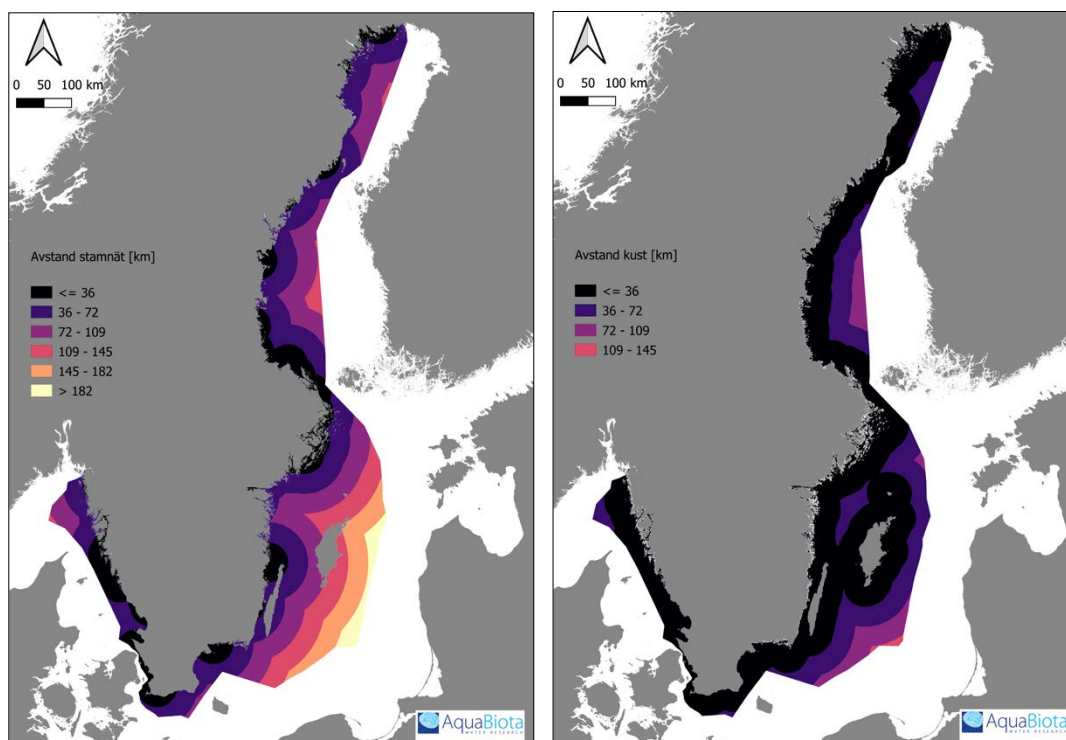 0 50 100 km
Avstand stamnät [km]
<= 36
36 - 72
72 - 109
109 - 145
145 - 182
> 182
AquaBiota
WATER RESEARCH
0 50 100 km
Avstand kust [km]
<= 36
36 - 72
72 - 109
109 - 145
AquaBiota
WATER RESEARCH